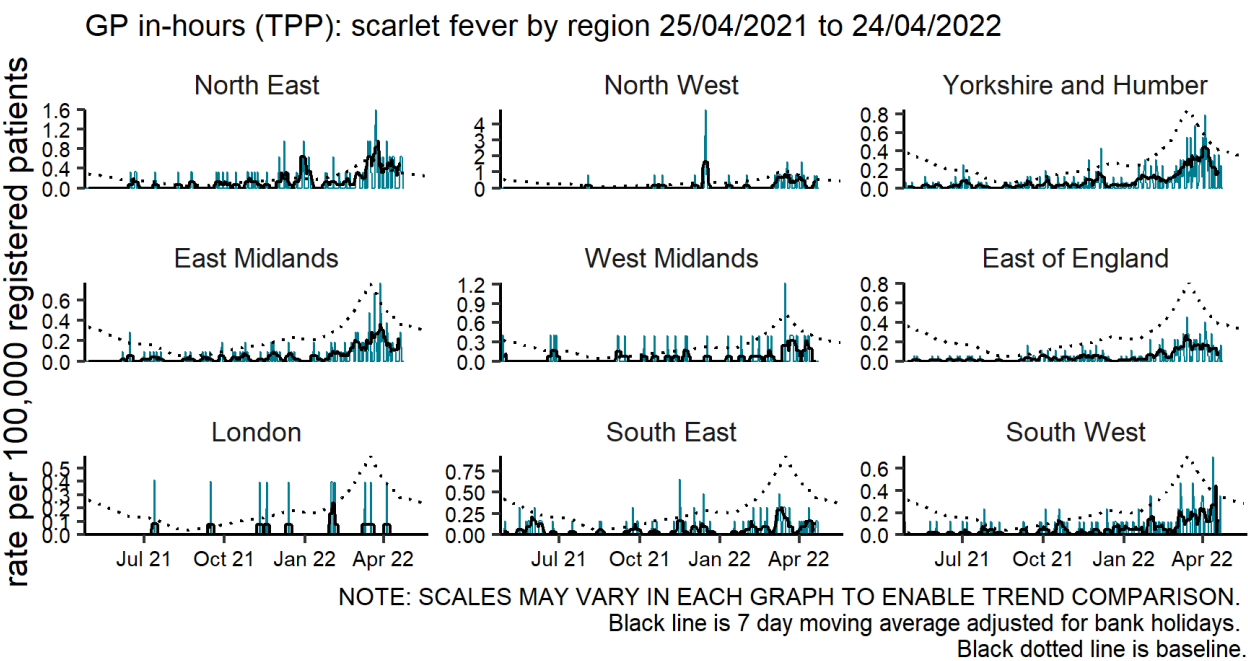 GP in-hours (TPP): scarlet fever by region 25/04/2021 to 24/04/2022
rate per 100,000 registered patients
North East
1.6
1.2
0.8
0.4
0.0
North West
4
3
2
1
0
Yorkshire and Humber
0.8
0.6
0.4
0.2
0.0
East Midlands
0.6
0.4
0.2
0.0
West Midlands
1.2
0.9
0.6
0.3
0.0
East of England
0.8
0.6
0.4
0.2
0.0
London
0.5
0.4
0.3
0.2
0.1
0.0
South East
0.75
0.50
0.25
0.00
South West
0.6
0.4
0.2
0.0
Jul 21 Oct 21 Jan 22 Apr 22
Jul 21 Oct 21 Jan 22 Apr 22
Jul 21 Oct 21 Jan 22 Apr 22
NOTE: SCALES MAY VARY IN EACH GRAPH TO ENABLE TREND COMPARISON.
Black line is 7 day moving average adjusted for bank holidays.
Black dotted line is baseline.